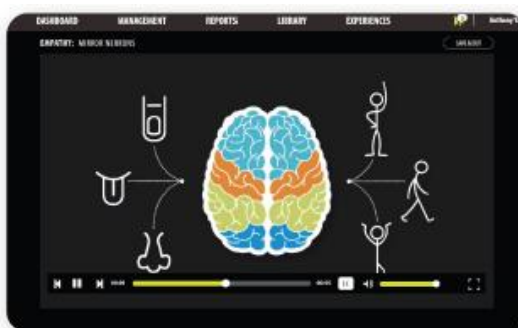 DASHBOARD MANAGEMENT REPORTS LIBRARY EXPERIENCES
EMPATHY: MIRROR NEURONS